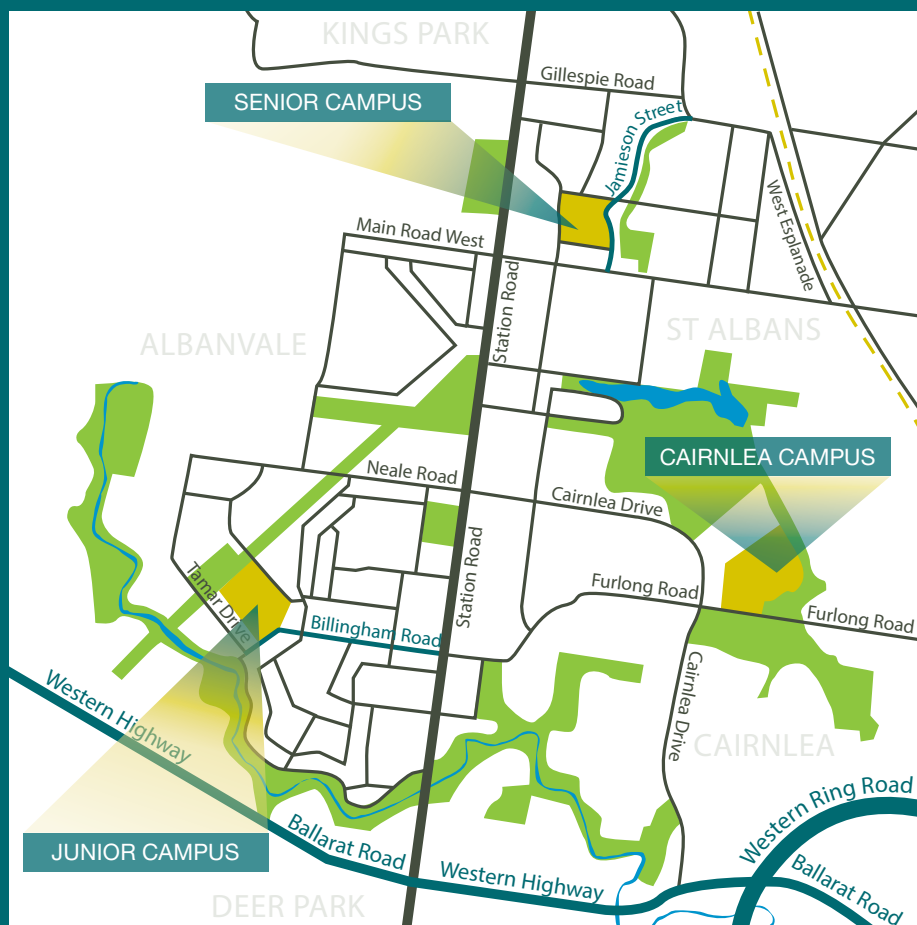 KINGS PARK
Gillespie Road
SENIOR CAMPUS
Jamieson Street
West Esplanade
Main Road West
Station Road
ST ALBANS
ALBANVALE
CAIRNLEA CAMPUS
Neale Road
Cairnlea Drive
Station Road
Tamar Drive
Furlong Road
Furlong Road
Billingham Road
Cairnlea Drive
Western Highway
CAIRNLEA
Western Ring Road
JUNIOR CAMPUS
Ballarat Road
Western Highway
Ballarat Road
DEER PARK